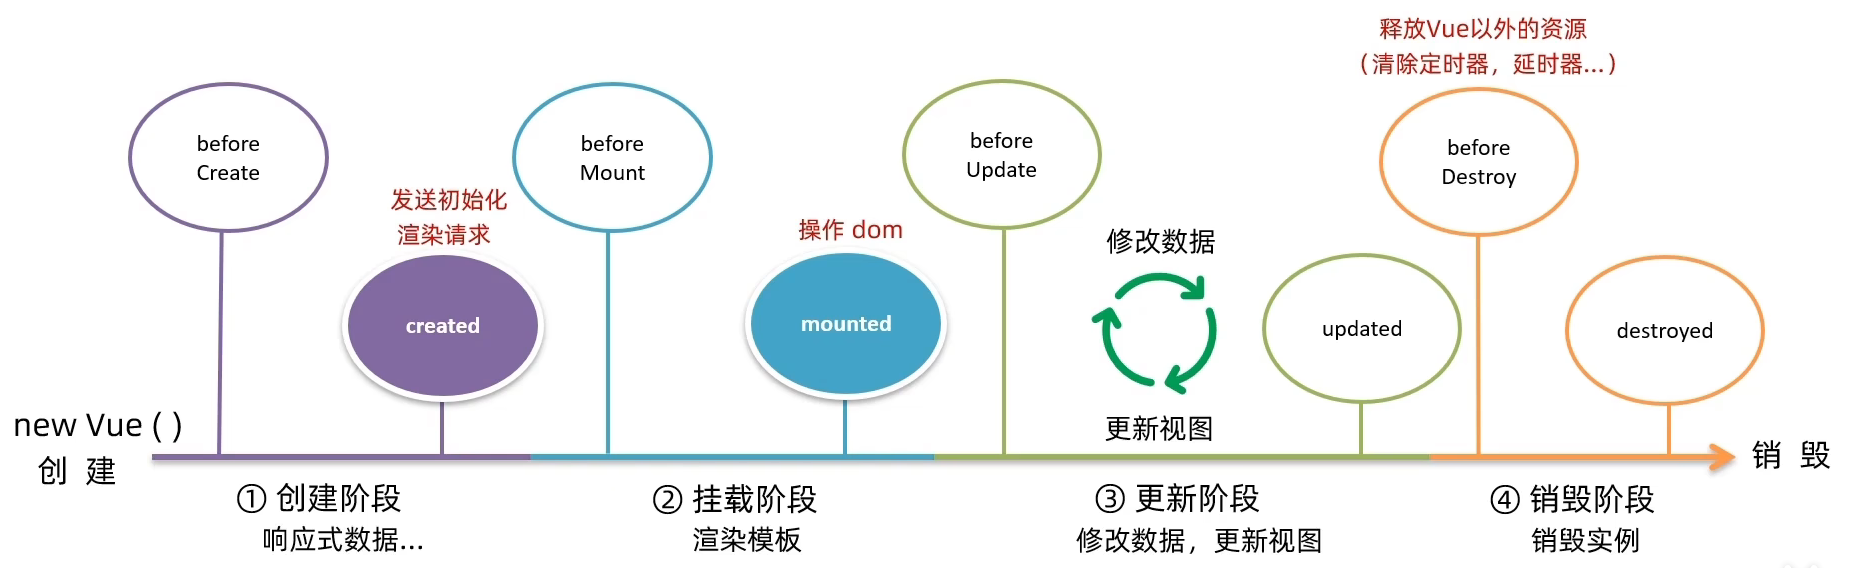 释放Vue以外的资源
（清除定时器，延时器...）
before
Create
before
Mount
before
Update
before
Destroy
发送初始化
渲染请求
操作 dom
修改数据
created
mounted
updated
destroyed
更新视图
new Vue ( )
创 建
销 毁
① 创建阶段
响应式数据...
② 挂载阶段
渲染模板
③ 更新阶段
修改数据，更新视图
④ 销毁阶段
销毁实例